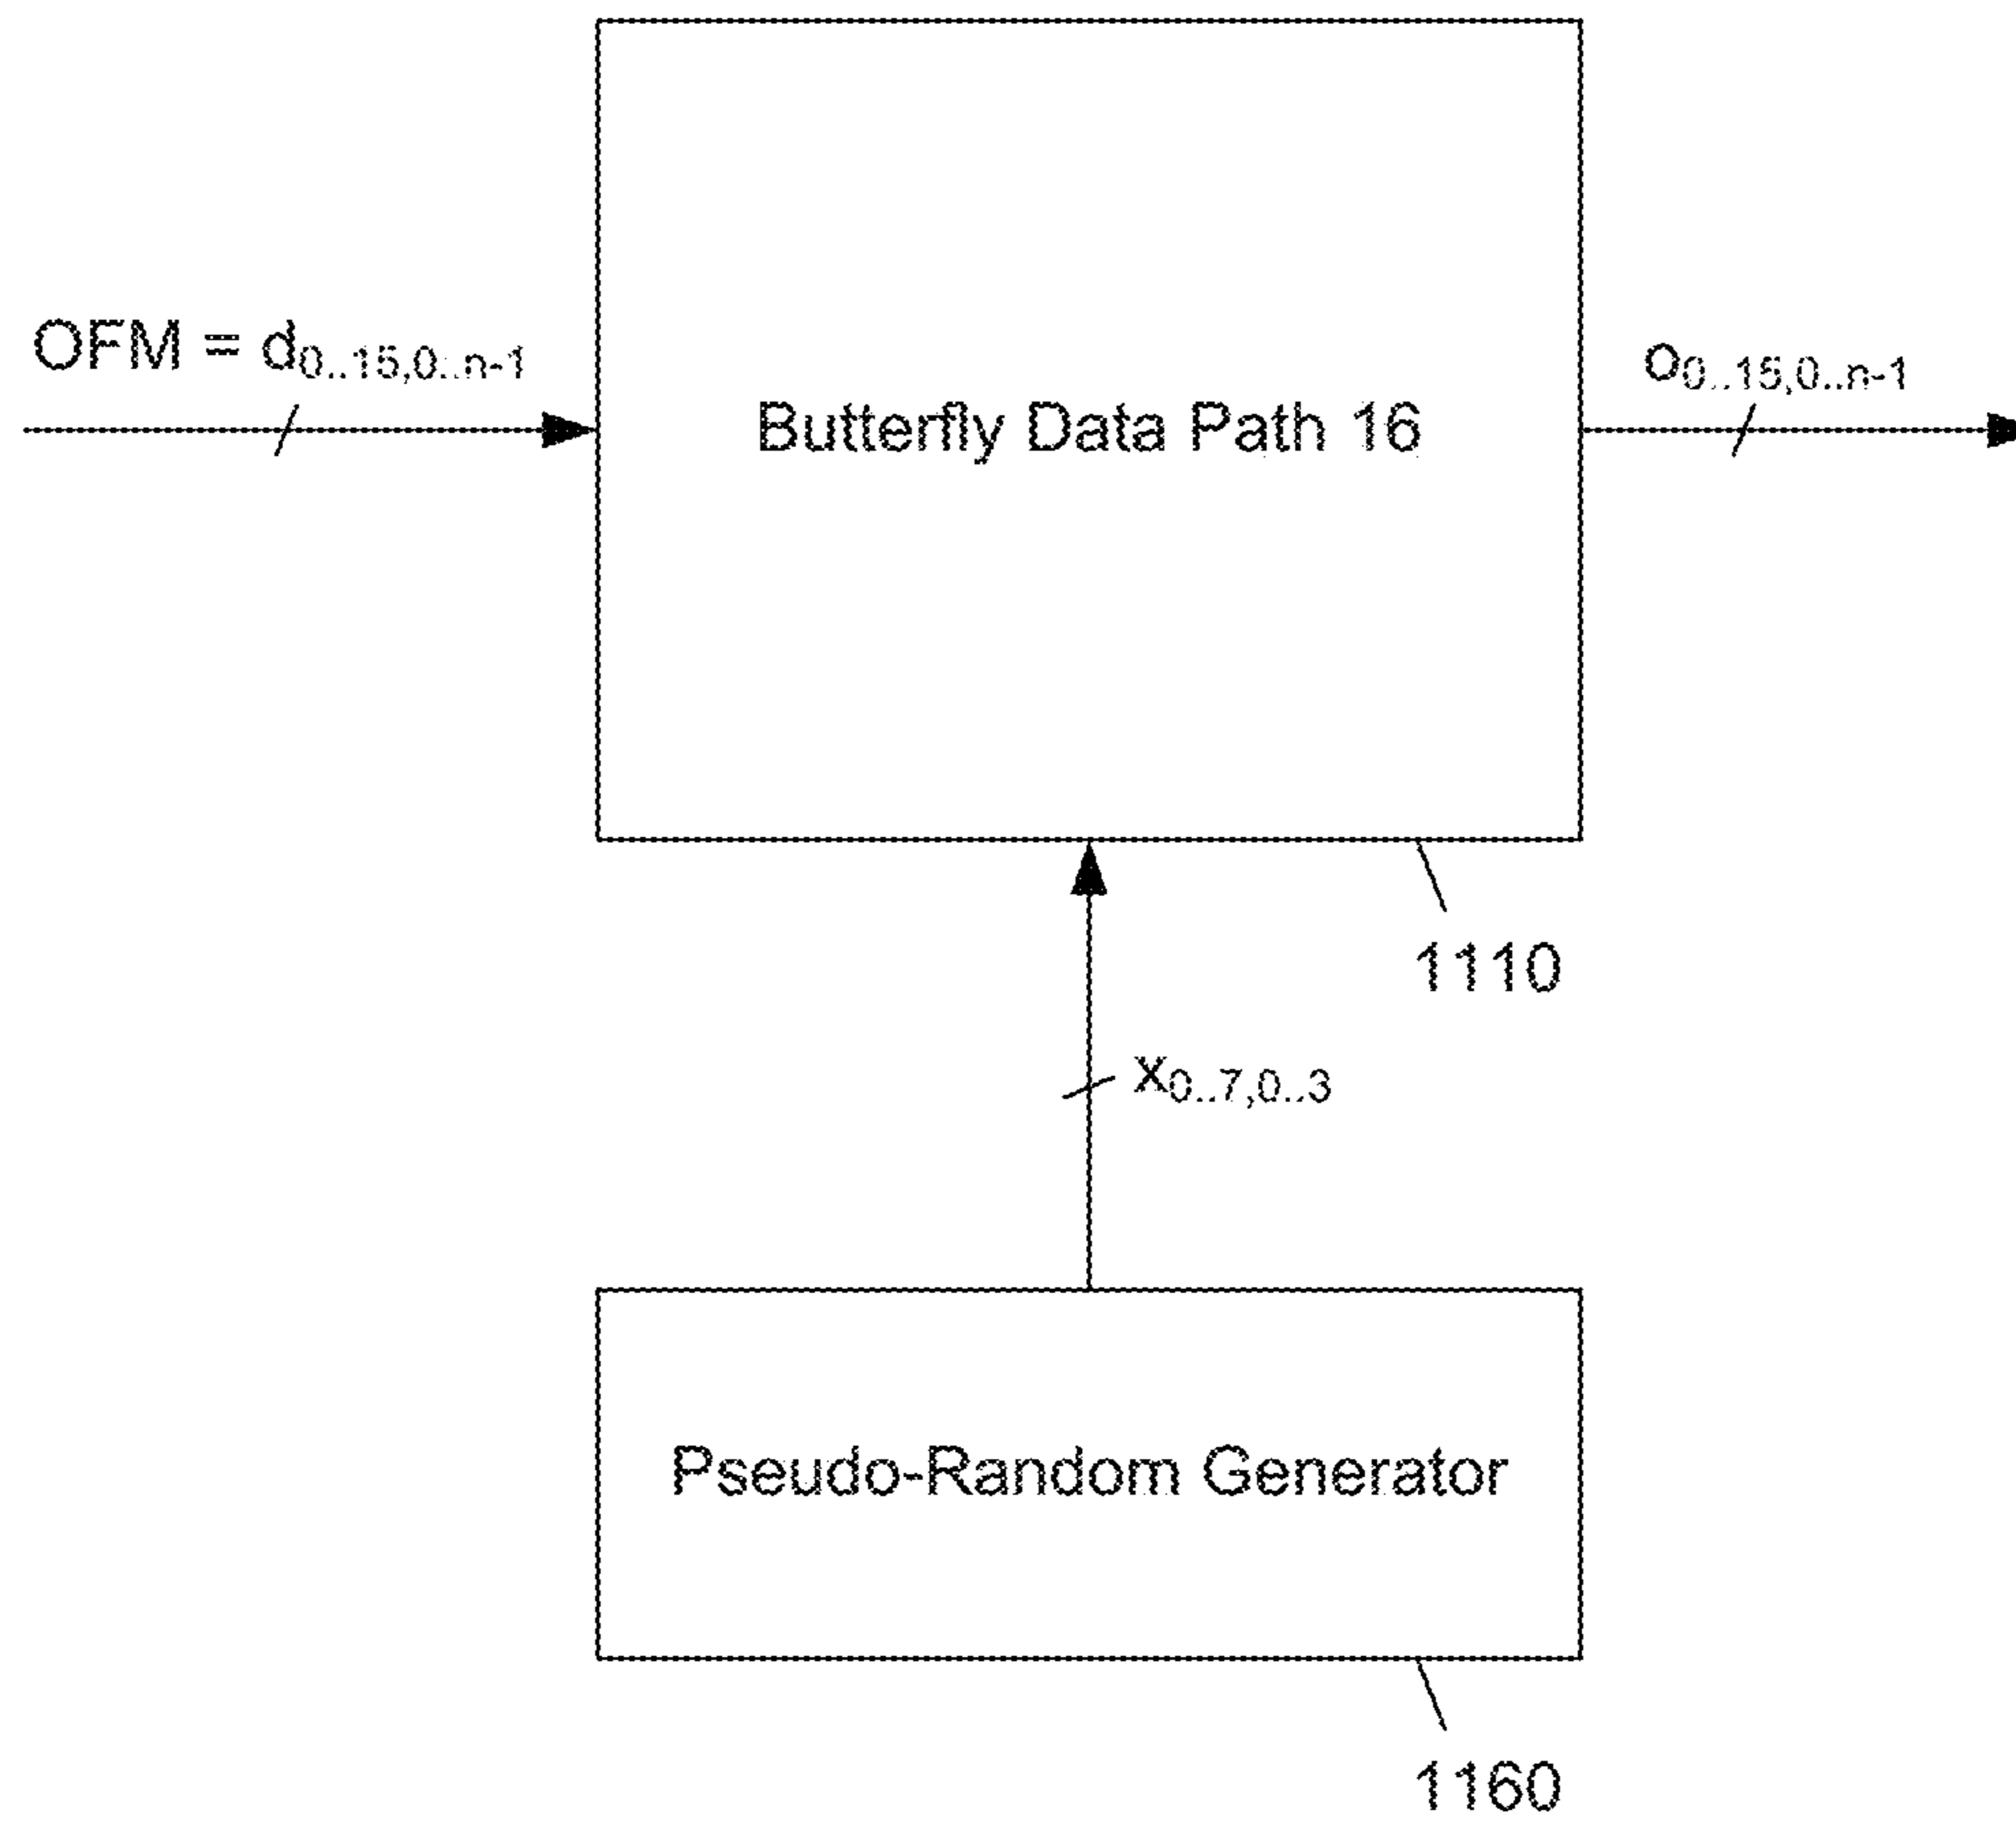 OFM = d0..15,0..n-1
o0..15,0..n-1
Butterfly Data Path 16
1110
x0..7,0..3
Pseudo-Random Generator
1160